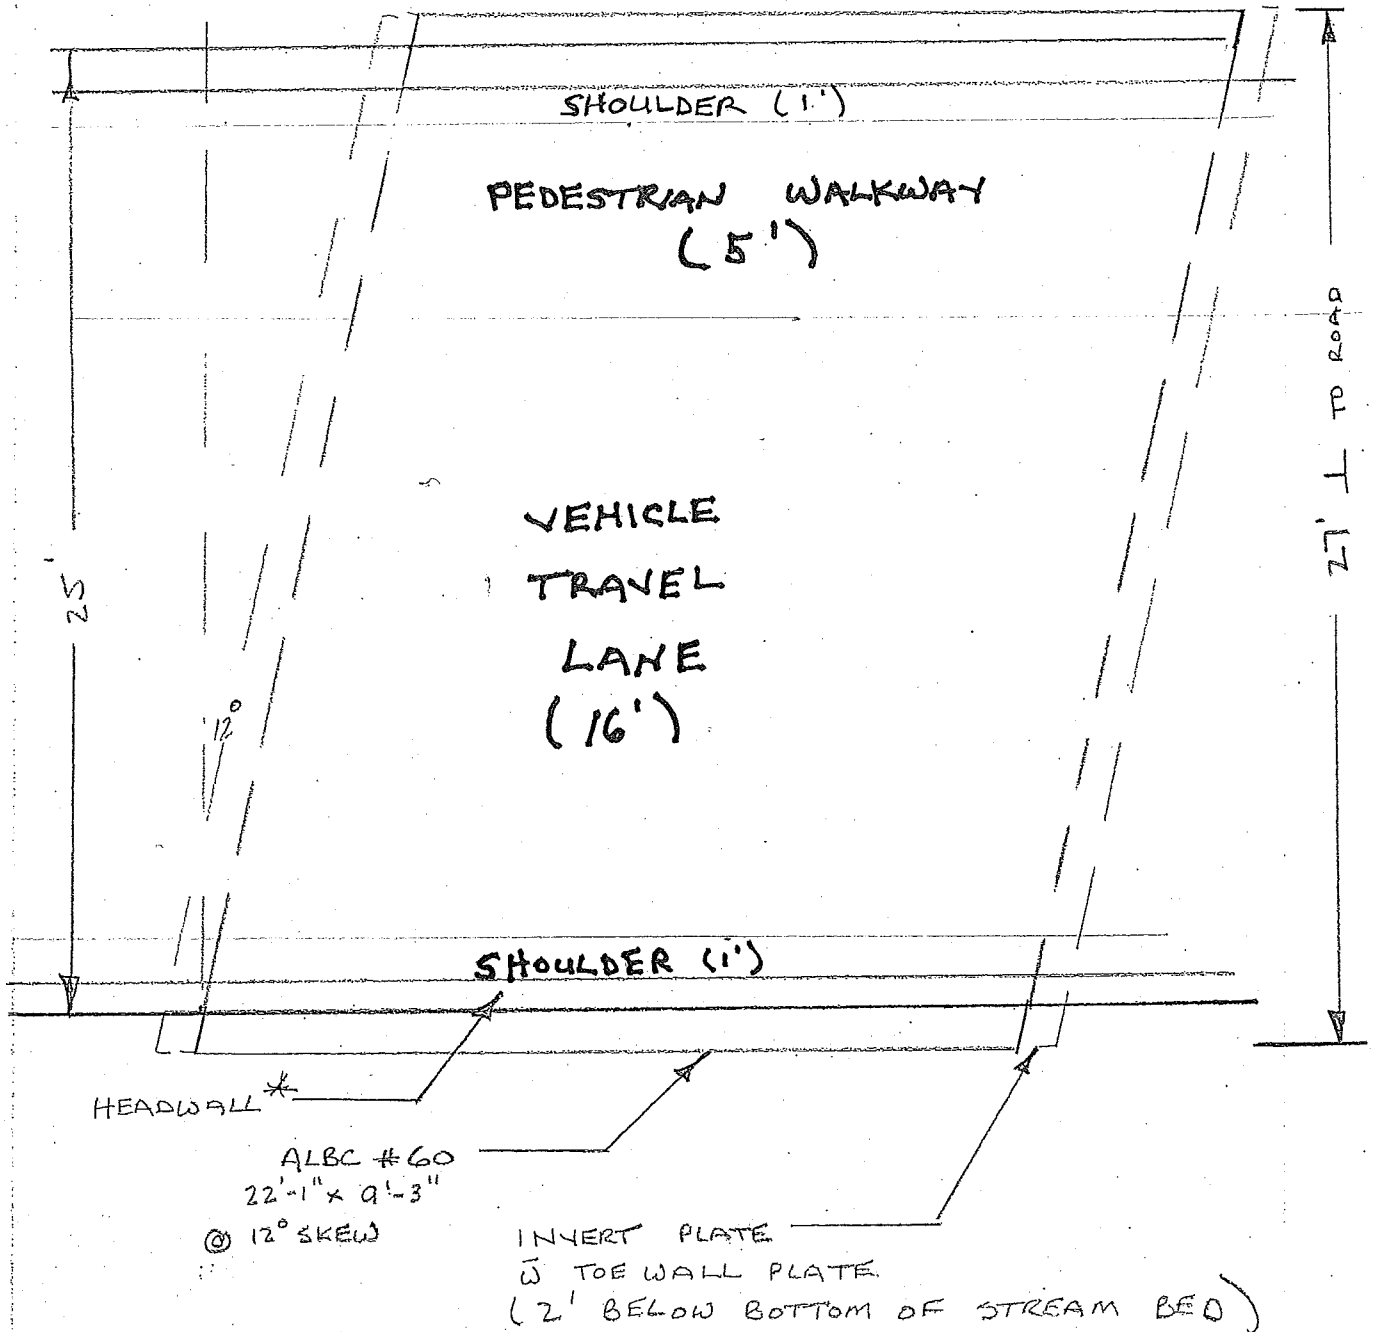 SHOULDER (1')
PEDESTRIAN WALKWAY
(5')
27' ⊥ TO ROAD
25'
VEHICLE
TRAVEL
LANE
(16')
12°
SHOULDER (1')
HEADWALL*
ALBC #60
22'-1" x 9'-3"
@ 12° SKEW
INVERT PLATE
w̄ TOE WALL PLATE
(2' BELOW BOTTOM OF STREAM BED)